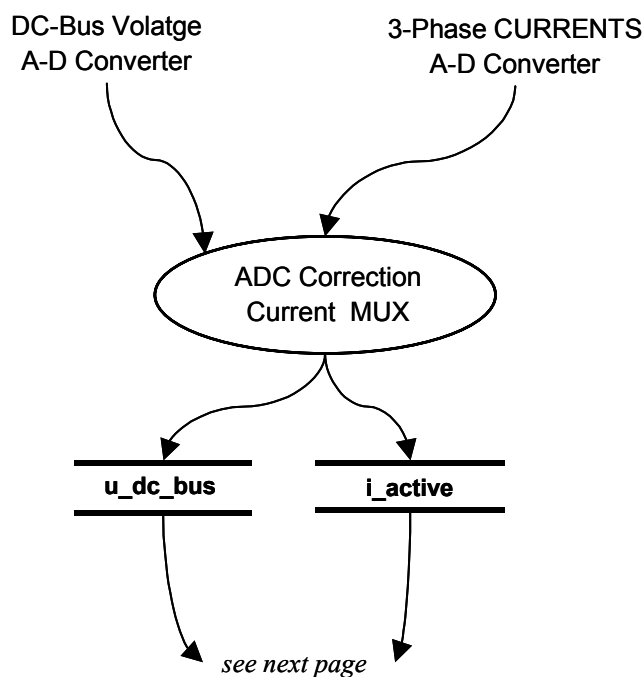 DC-Bus Volatge
A-D Converter
3-Phase CURRENTS
A-D Converter
ADC Correction
Current MUX
u_dc_bus
i_active
see next page